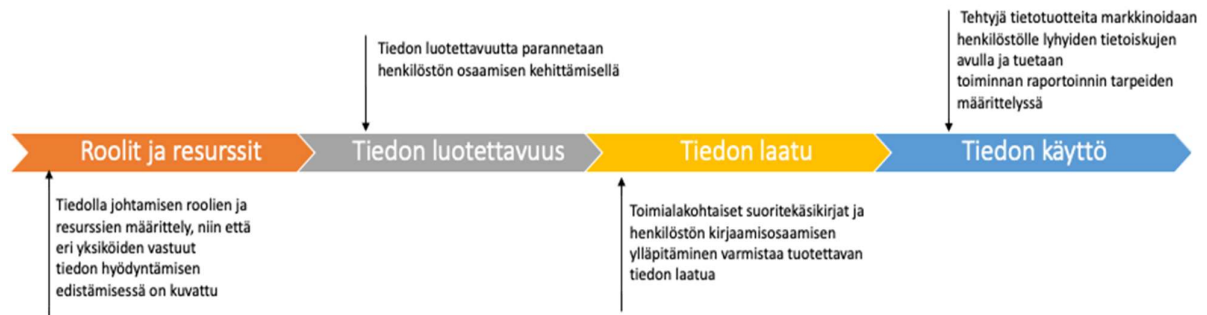 Tiedon luotettavuutta parannetaan
henkilöstön osaamisen kehittämisellä
Tehtyjä tietotuotteita markkinoidaan
henkilöstölle lyhyiden tietoiskujen
avulla ja tuetaan
toiminnan raportoinnin tarpeiden
määrittelyssä
Roolit ja resurssit
Tiedon luotettavuus
Tiedon laatu
Tiedon käyttö
Tiedolla johtamisen roolien ja
resurssien määrittely, niin että
eri yksiköiden vastuut
tiedon hyödyntämisen
edistämisessä on kuvattu
Toimialakohtaiset suoritekäsikirjat ja
henkilöstön kirjaamisosaamisen
ylläpitäminen varmistaa tuotettavan
tiedon laatua